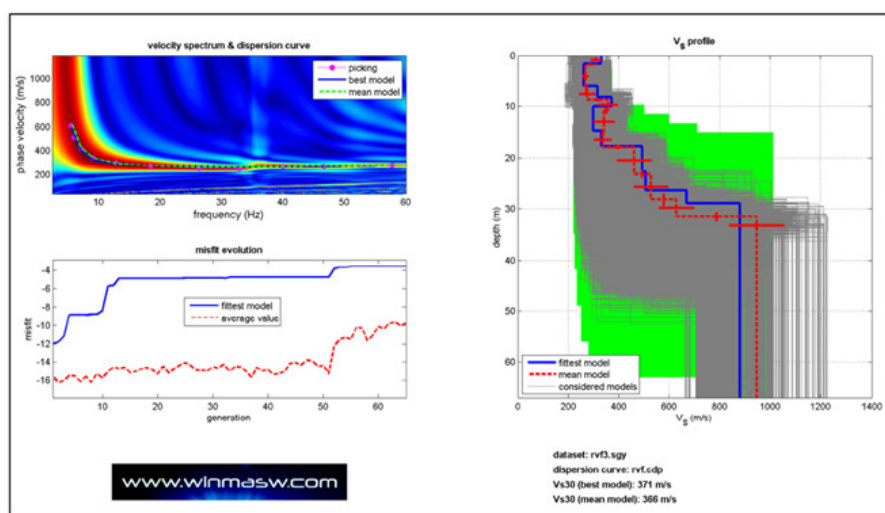 velocity spectrum & dispersion curve
phase velocity (m/s)
1000
800
600
400
200
picking
best model
mean model
10
20
30
40
50
60
frequency (Hz)
misfit evolution
misfit
-4
-6
-8
-10
-12
-14
-16
fittest model
average value
10
20
30
40
50
60
generation
www.winmasw.com
VS profile
depth (m)
0
10
20
30
40
50
60
fittest model
mean model
considered models
0
200
400
600
800
1000
1200
1400
VS (m/s)
dataset: rvf3.sgy
dispersion curve: rvf.cdp
Vs30 (best model): 371 m/s
Vs30 (mean model): 366 m/s